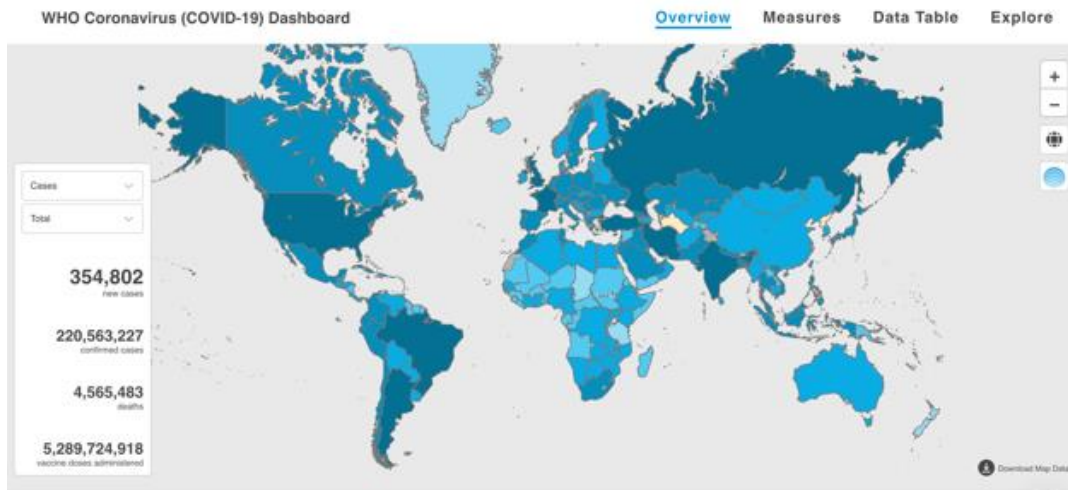 WHO Coronavirus (COVID-19) Dashboard
Overview Measures Data Table Explore
+
−
Cases
Total
354,802
new cases
220,563,227
confirmed cases
4,565,483
deaths
5,289,724,918
vaccine doses administered
Download Map Data